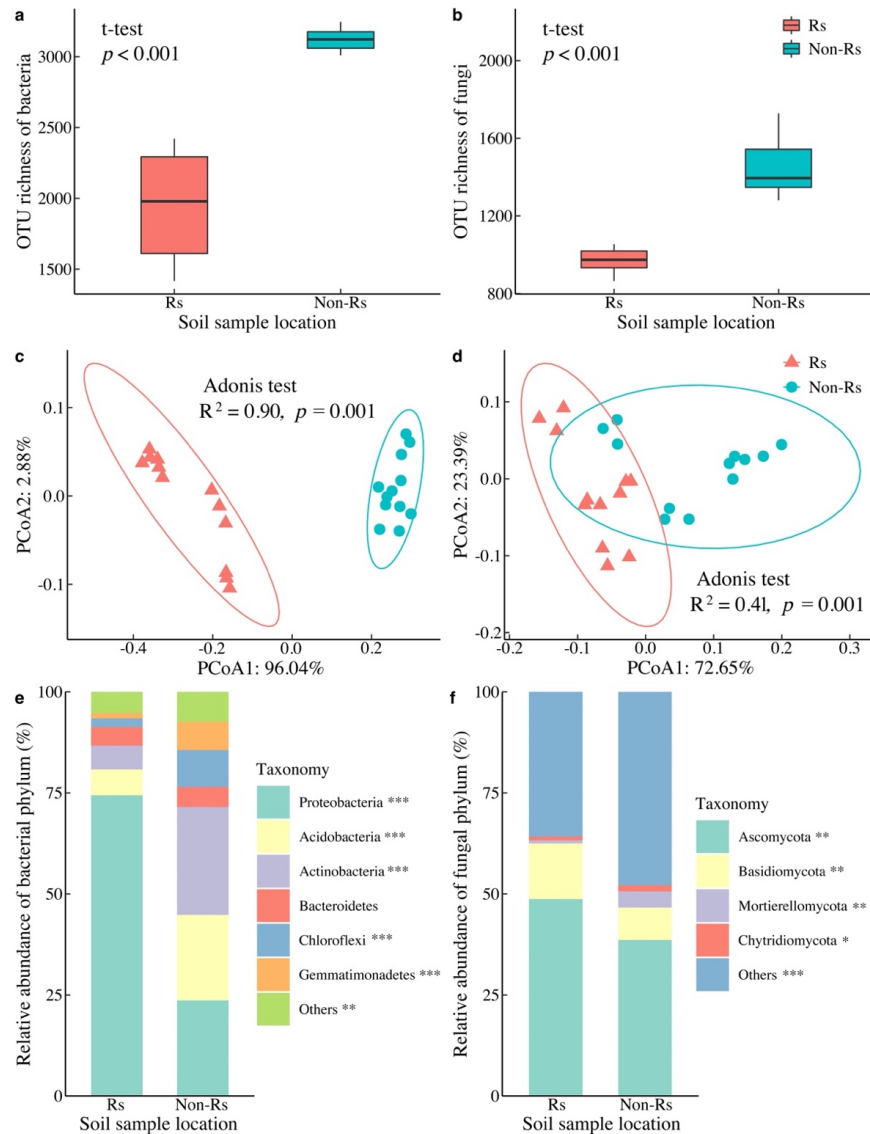 a
t-test
p < 0.001
3000
2500
2000
1500
OTU richness of bacteria
Rs
Non-Rs
Soil sample location
b
t-test
p < 0.001
Rs
Non-Rs
2000
1600
1200
800
OTU richness of fungi
Rs
Non-Rs
Soil sample location
c
Adonis test
R² = 0.90, p = 0.001
0.1
0.0
-0.1
PCoA2: 2.88%
-0.4
-0.2
0.0
0.2
PCoA1: 96.04%
d
Rs
Non-Rs
0.1
0.0
-0.1
-0.2
PCoA2: 23.39%
Adonis test
R² = 0.41, p = 0.001
-0.2
-0.1
0.0
0.1
0.2
0.3
PCoA1: 72.65%
e
100
75
50
25
0
Relative abundance of bacterial phylum (%)
Taxonomy
Proteobacteria ***
Acidobacteria ***
Actinobacteria ***
Bacteroidetes
Chloroflexi ***
Gemmatimonadetes ***
Others **
Rs
Non-Rs
Soil sample location
f
100
75
50
25
0
Relative abundance of fungal phylum (%)
Taxonomy
Ascomycota **
Basidiomycota **
Mortierellomycota **
Chytridiomycota *
Others ***
Rs
Non-Rs
Soil sample location